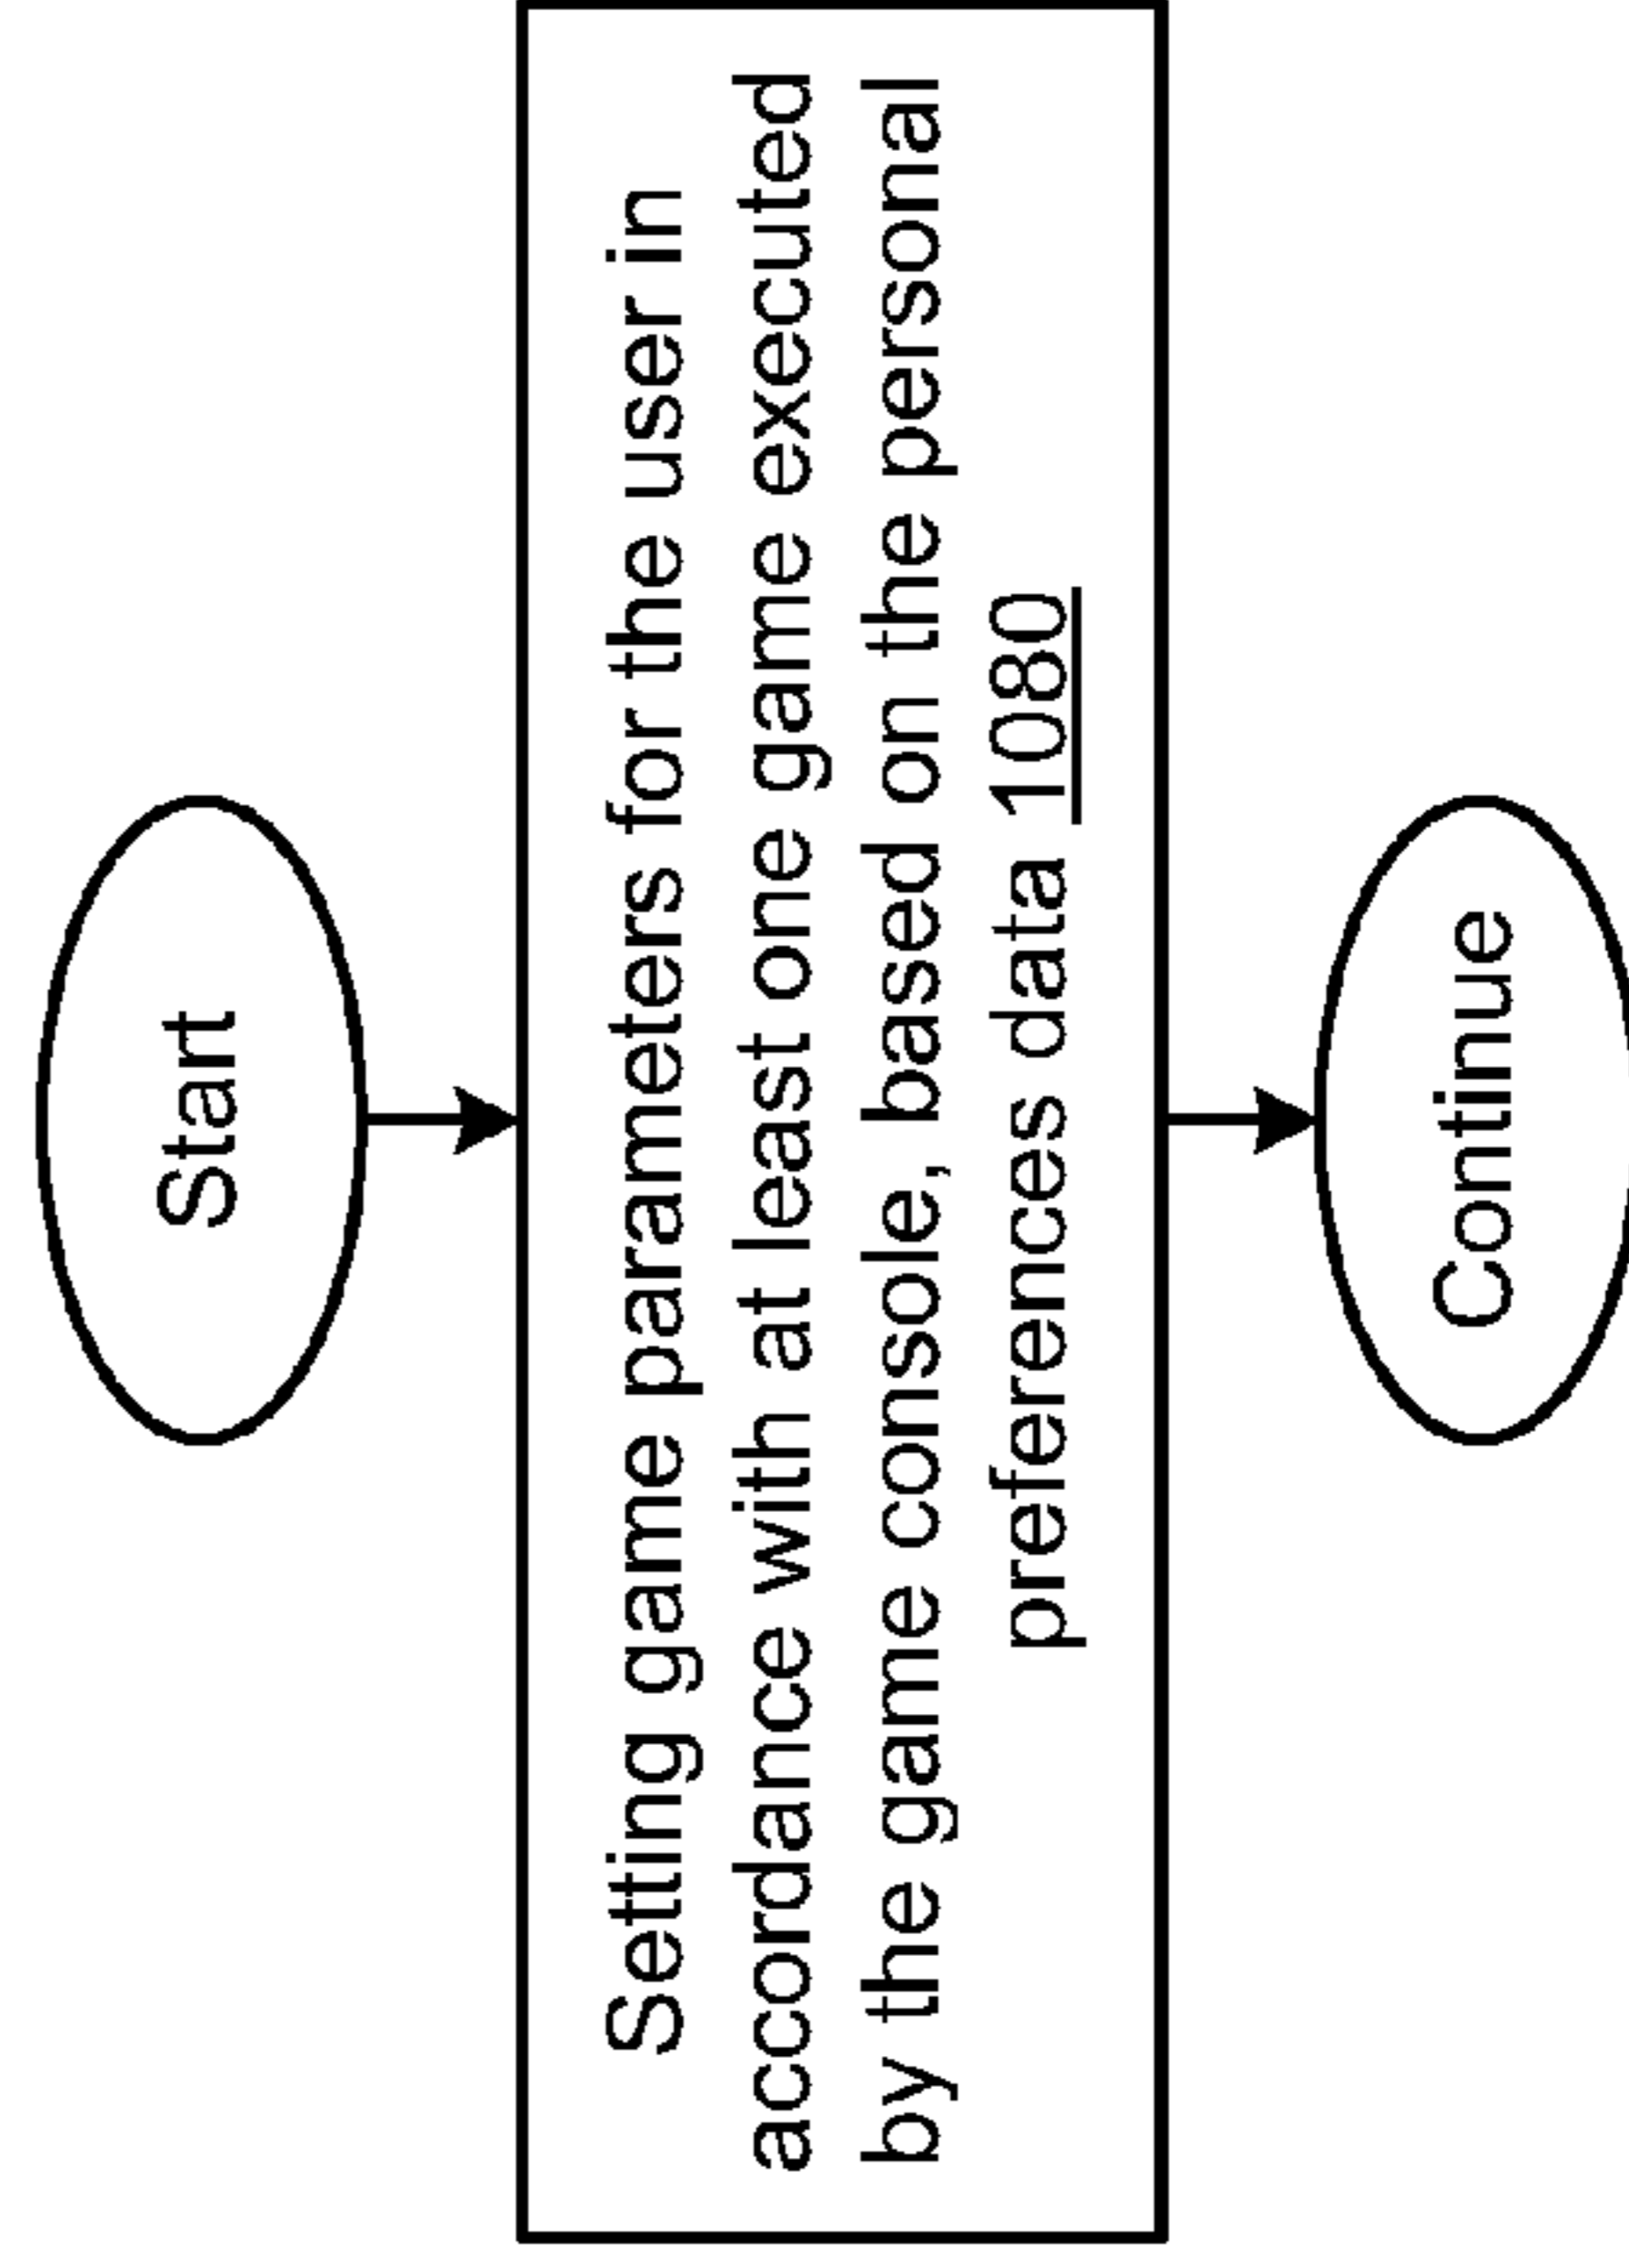 Start
Setting game parameters for the user in
accordance with at least one game executed
by the game console, based on the personal
preferences data 1080
Continue